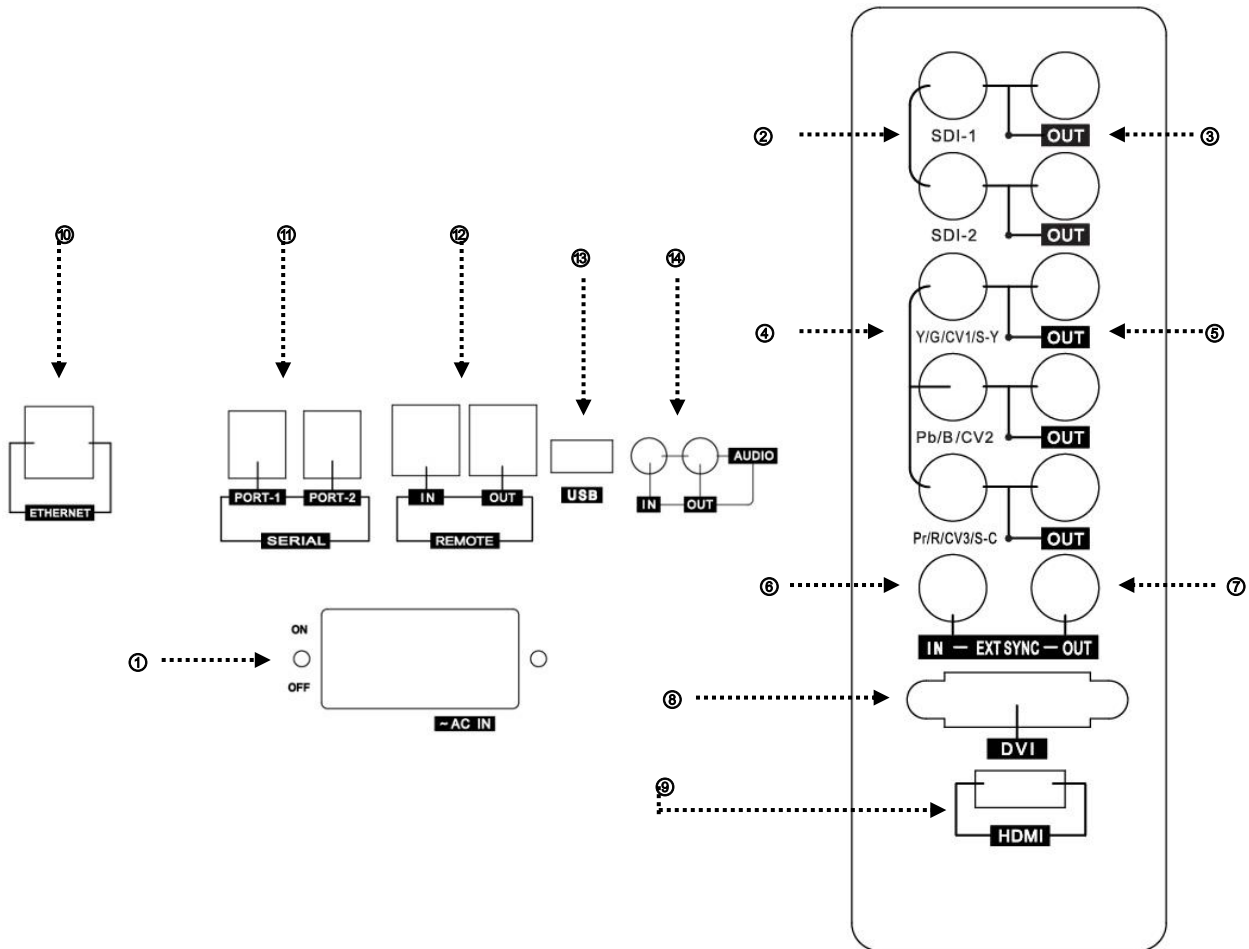 ②
SDI-1
OUT
③
SDI-2
OUT
⑩
⑪
⑫
⑬
⑭
④
Y/G/CV1/S-Y
OUT
⑤
Pb/B/CV2
OUT
Pr/R/CV3/S-C
OUT
ETHERNET
PORT-1
PORT-2
SERIAL
IN
OUT
REMOTE
USB
AUDIO
IN
OUT
⑥
⑦
IN — EXT SYNC — OUT
①
ON
OFF
~AC IN
⑧
DVI
⑨
HDMI